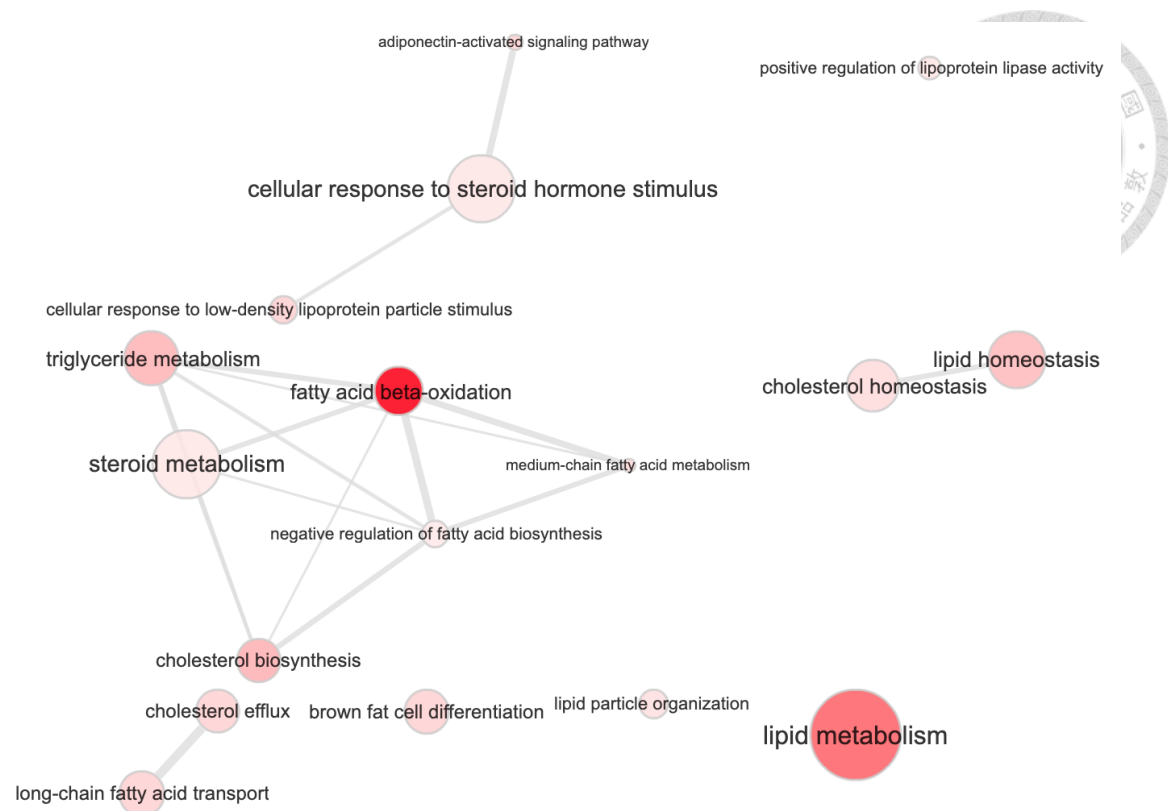 adiponectin-activated signaling pathway
positive regulation of lipoprotein lipase activity
cellular response to steroid hormone stimulus
cellular response to low-density lipoprotein particle stimulus
triglyceride metabolism
lipid homeostasis
fatty acid beta-oxidation
cholesterol homeostasis
steroid metabolism
medium-chain fatty acid metabolism
negative regulation of fatty acid biosynthesis
cholesterol biosynthesis
cholesterol efflux
brown fat cell differentiation
lipid particle organization
lipid metabolism
long-chain fatty acid transport
敦
品